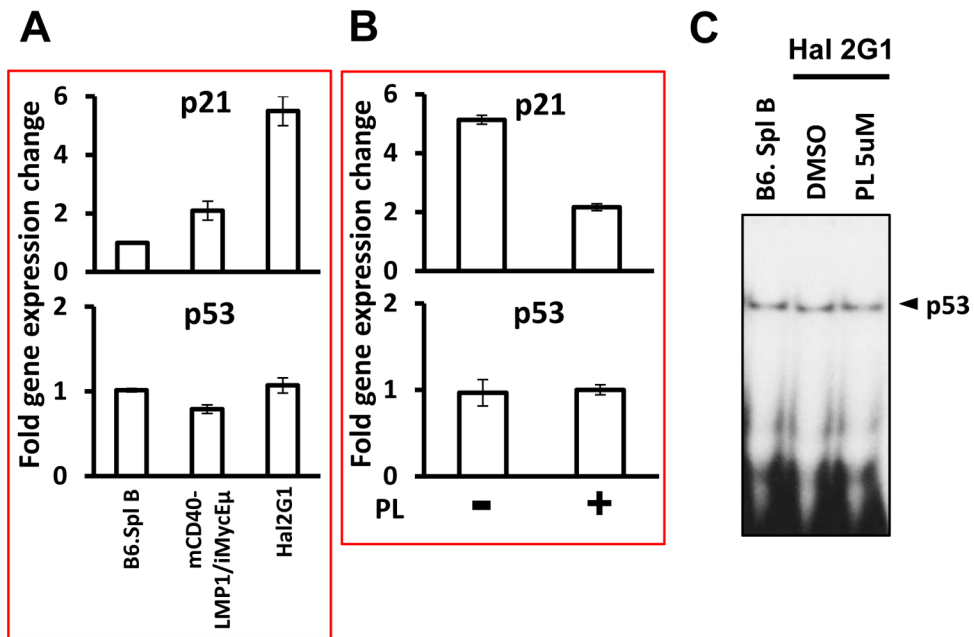 A
Fold gene expression change
p21
6
4
2
0
p53
2
1
0
B6.Spl B
mCD40-
LMP1/iMycEμ
Hal2G1
B
Fold gene expression change
p21
6
4
2
0
p53
2
1
0
PL
-
+
C
Hal 2G1
B6. Spl B
DMSO
PL 5uM
p53